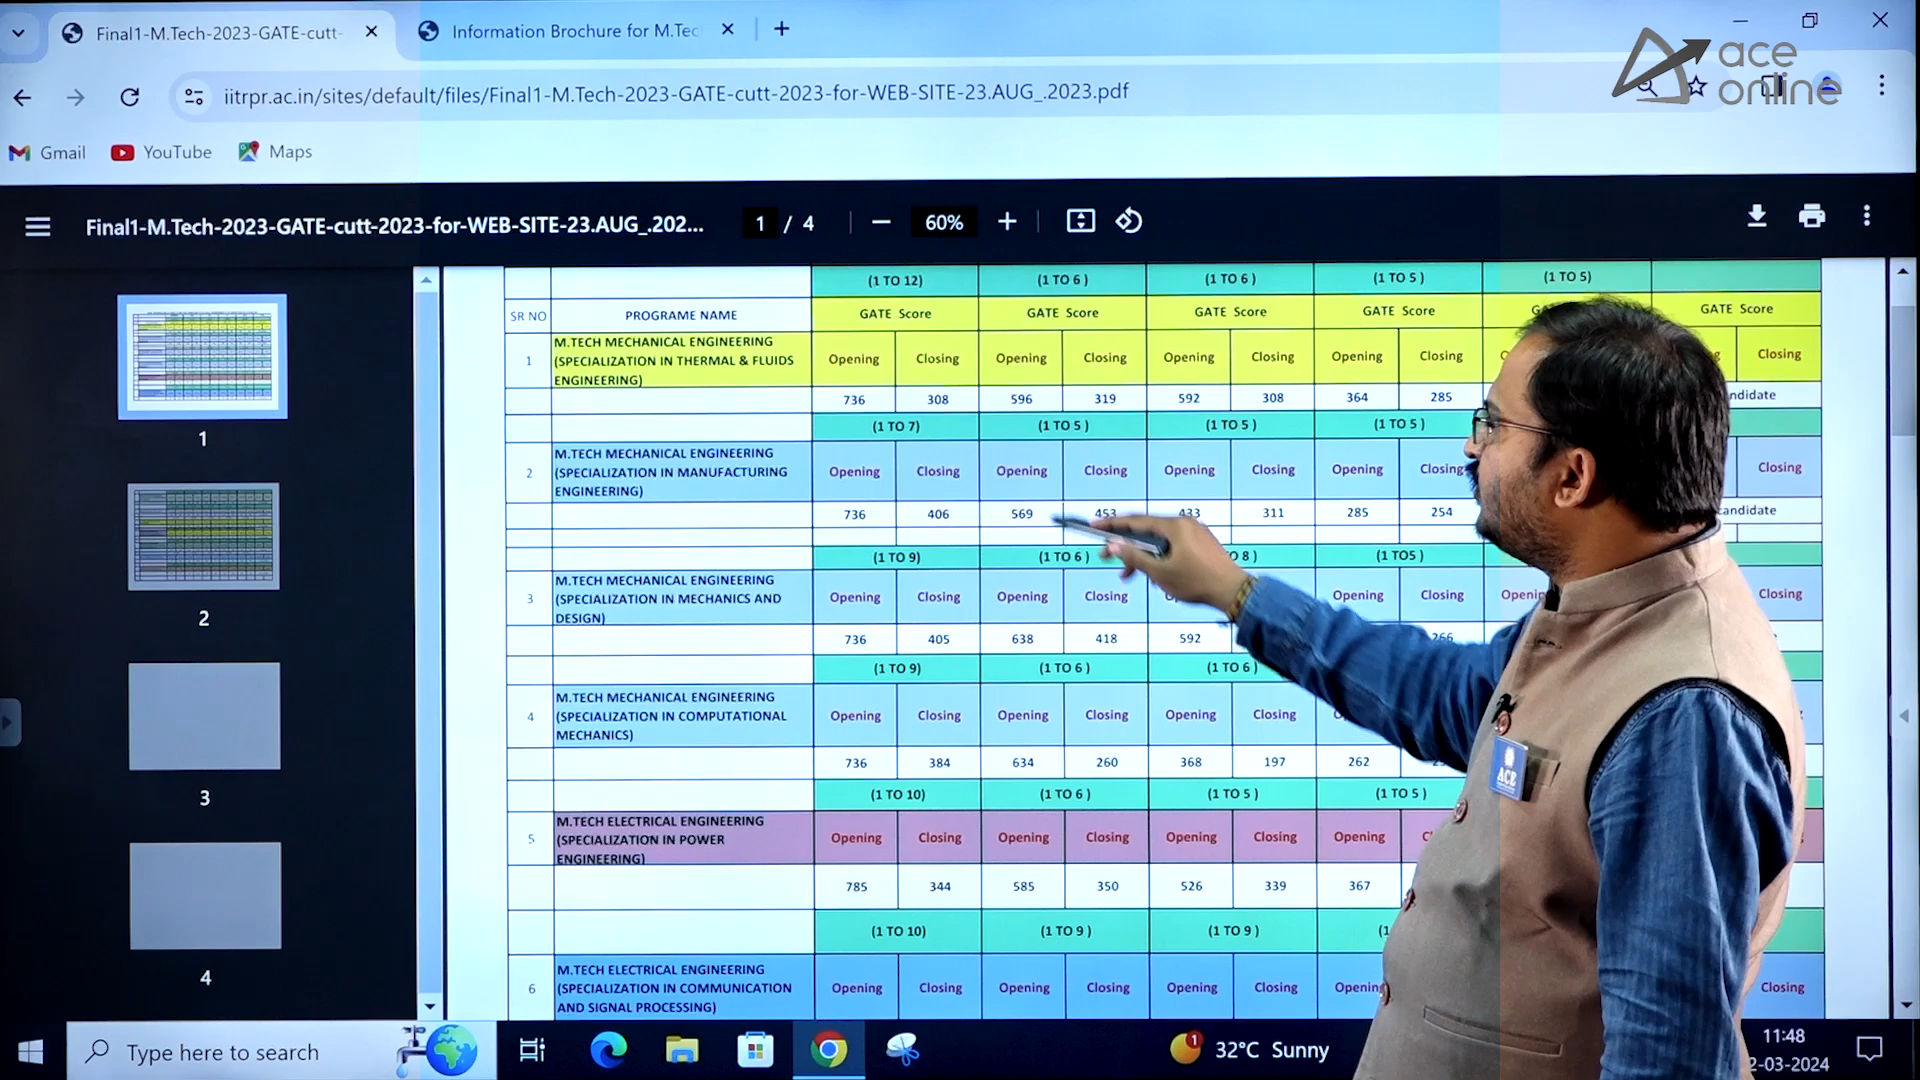 Final1-M.Tech-2023-GATE-cutt-
Information Brochure for M.Tec
ace
online
iitrpr.ac.in/sites/default/files/Final1-M.Tech-2023-GATE-cutt-2023-for-WEB-SITE-23.AUG_.2023.pdf
Gmail YouTube Maps
Final1-M.Tech-2023-GATE-cutt-2023-for-WEB-SITE-23.AUG_.202... 1 / 4 60%
(1 TO 12) (1 TO 6 ) (1 TO 6 ) (1 TO 5 ) (1 TO 5)
SR NO PROGRAME NAME GATE Score GATE Score GATE Score GATE Score GATE Score
1 M.TECH MECHANICAL ENGINEERING
(SPECIALIZATION IN THERMAL & FLUIDS
ENGINEERING) Opening Closing Opening Closing Opening Closing Opening Closing Closing
736 308 596 319 592 308 364 285 ndidate
(1 TO 7) (1 TO 5 ) (1 TO 5 ) (1 TO 5 )
2 M.TECH MECHANICAL ENGINEERING
(SPECIALIZATION IN MANUFACTURING
ENGINEERING) Opening Closing Opening Closing Opening Closing Opening Closing Closing
736 406 569 453 433 311 285 254 candidate
(1 TO 9) (1 TO 6 ) 8 ) (1 TO5 )
3 M.TECH MECHANICAL ENGINEERING
(SPECIALIZATION IN MECHANICS AND
DESIGN) Opening Closing Opening Closing Opening Closing Openin Closing
736 405 638 418 592 266
(1 TO 9) (1 TO 6 ) (1 TO 6 )
4 M.TECH MECHANICAL ENGINEERING
(SPECIALIZATION IN COMPUTATIONAL
MECHANICS) Opening Closing Opening Closing Opening Closing
736 384 634 260 368 197 262
(1 TO 10) (1 TO 6 ) (1 TO 5 ) (1 TO 5 )
5 M.TECH ELECTRICAL ENGINEERING
(SPECIALIZATION IN POWER
ENGINEERING) Opening Closing Opening Closing Opening Closing Opening
785 344 585 350 526 339 367
(1 TO 10) (1 TO 9 ) (1 TO 9 ) (1
6 M.TECH ELECTRICAL ENGINEERING
(SPECIALIZATION IN COMMUNICATION
AND SIGNAL PROCESSING) Opening Closing Opening Closing Opening Closing Opening Closing
1
2
3
4
ACE
Type here to search 1 32°C Sunny 11:48
2-03-2024